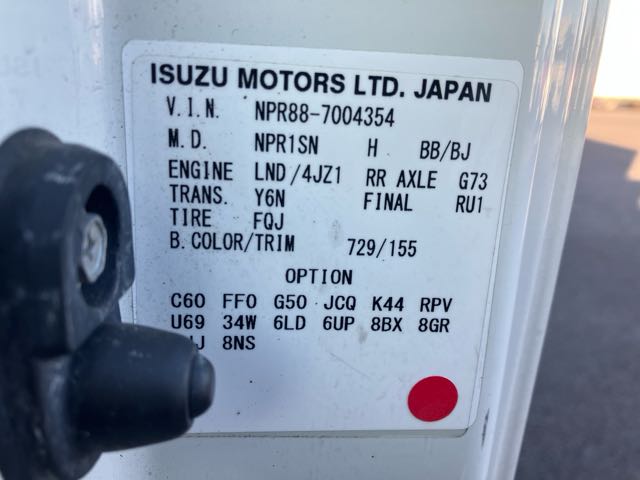 ISUZU MOTORS LTD. JAPAN
V.I.N. NPR88-7004354
M.D. NPR1SN H BB/BJ
ENGINE LND/4JZ1 RR AXLE G73
TRANS. Y6N FINAL RU1
TIRE FQJ
B.COLOR/TRIM 729/155
OPTION
C60 FF0 G50 JCQ K44 RPV
U69 34W 6LD 6UP 8BX 8GR
8NS